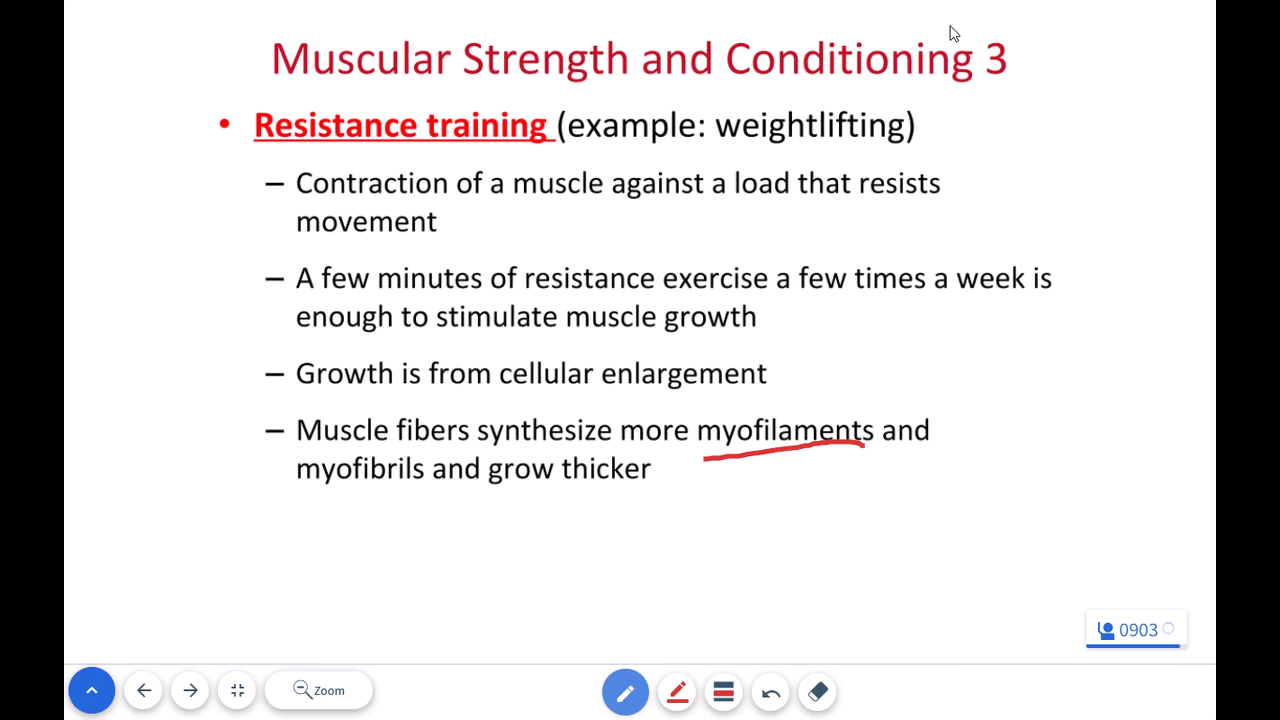 Muscular Strength and Conditioning 3
• Resistance training (example: weightlifting)
– Contraction of a muscle against a load that resists
movement
– A few minutes of resistance exercise a few times a week is
enough to stimulate muscle growth
– Growth is from cellular enlargement
– Muscle fibers synthesize more myofilaments and
myofibrils and grow thicker
0903
Zoom